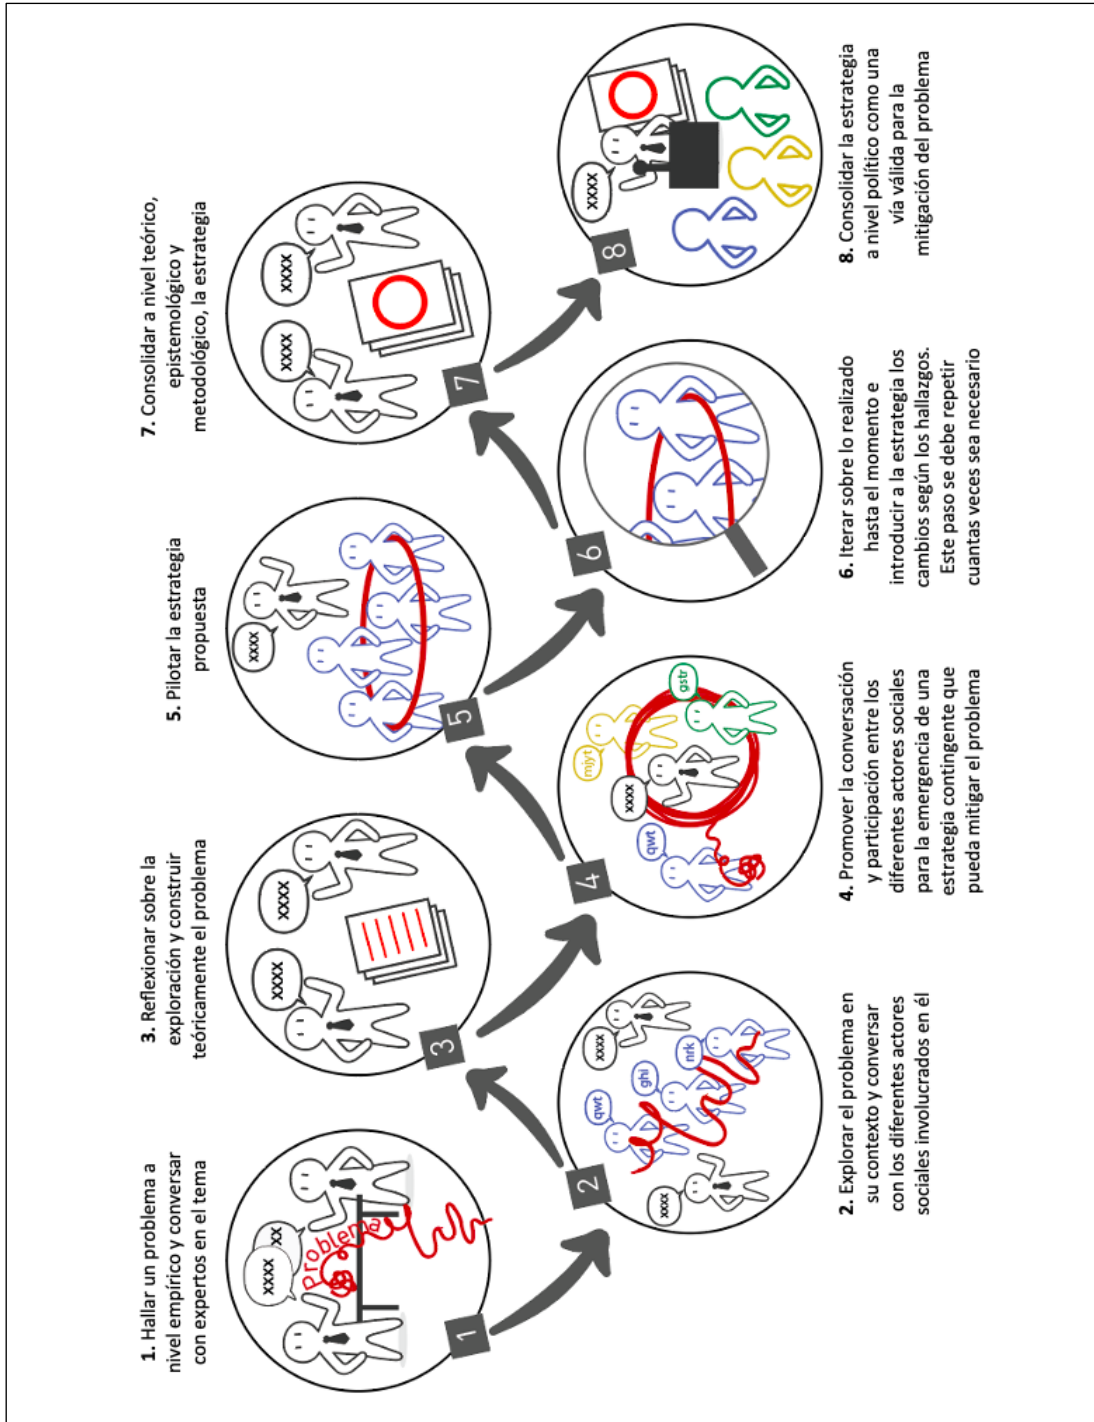 1. Hallar un problema a
nivel empírico y conversar
con expertos en el tema
xxxx
xx
Problema
1
2
qwt
ghi
nrk
xxxx
xxxx
2. Explorar el problema en
su contexto y conversar
con los diferentes actores
sociales involucrados en él
3. Reflexionar sobre la
exploración y construir
teóricamente el problema
xxxx
xxxx
3
4
qwt
xxxx
mjyt
gstr
4. Promover la conversación
y participación entre los
diferentes actores sociales
para la emergencia de una
estrategia contingente que
pueda mitigar el problema
5. Pilotar la estrategia
propuesta
xxxx
5
6
6. Iterar sobre lo realizado
hasta el momento e
introducir a la estrategia los
cambios según los hallazgos.
Este paso se debe repetir
cuantas veces sea necesario
7. Consolidar a nivel teórico,
epistemológico y
metodológico, la estrategia
xxxx
xxxx
7
8
xxxx
8. Consolidar la estrategia
a nivel político como una
vía válida para la
mitigación del problema